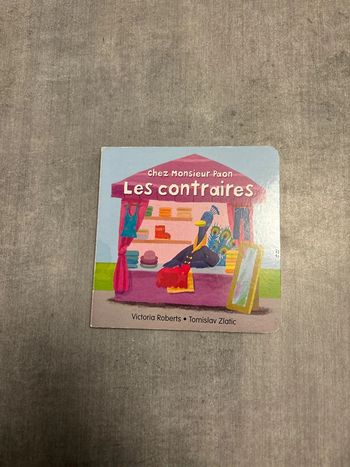 Chez Monsieur Paon
Les contraires
Victoria Roberts • Tomislav Zlatic